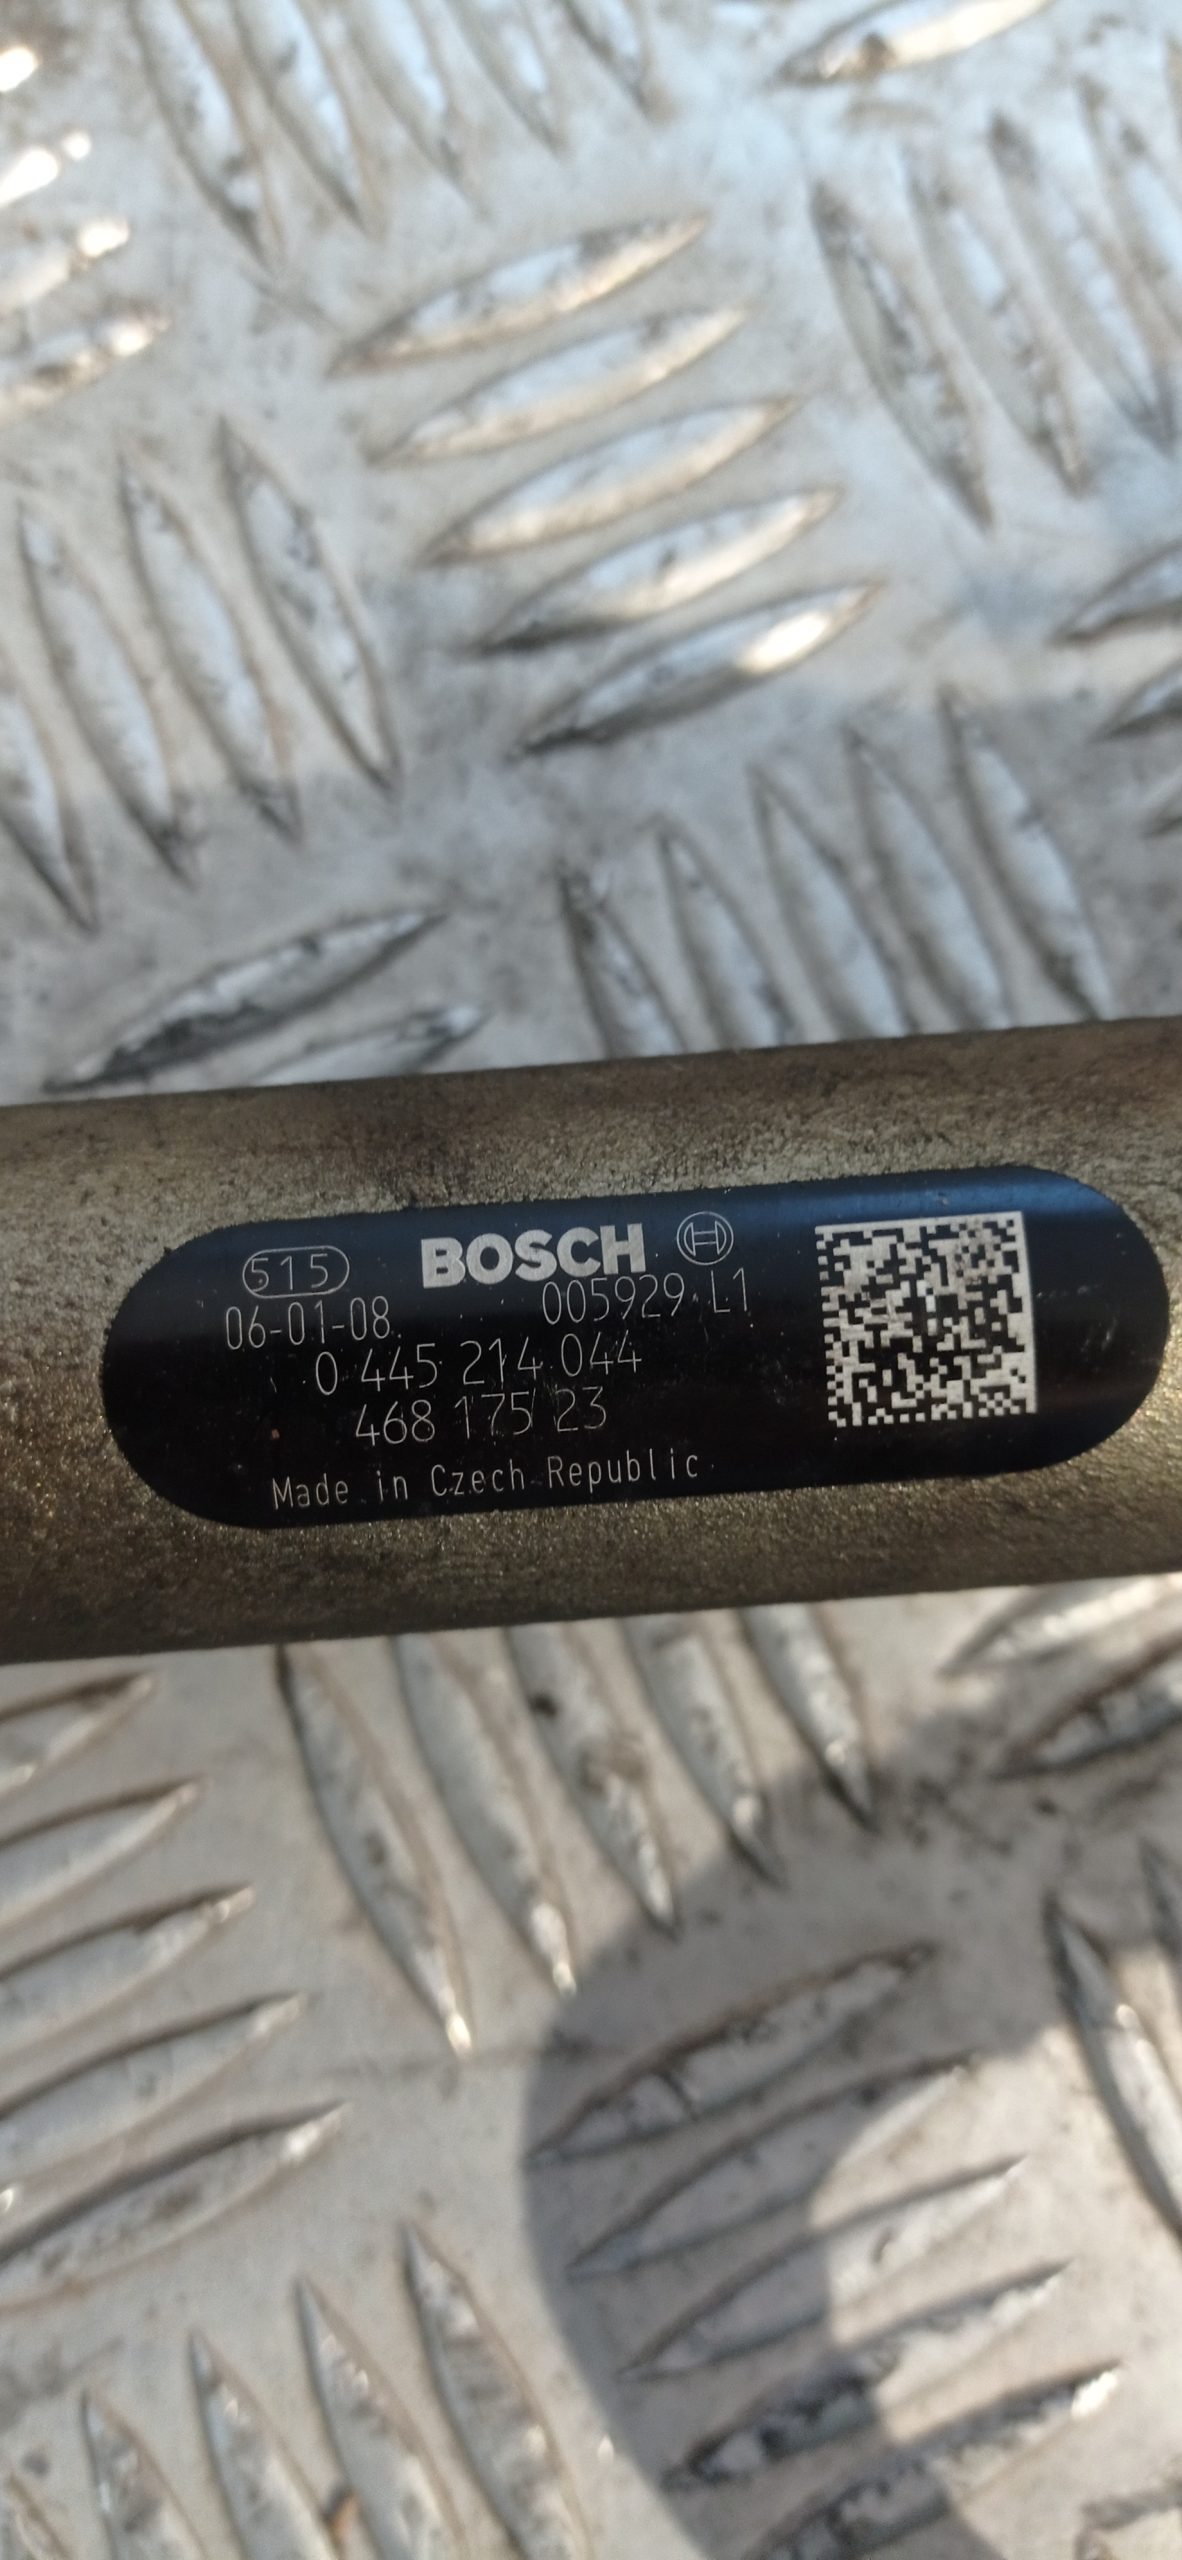 515 BOSCH
06-01-08 005929 L1
0 445 214 044
468 175 23
Made in Czech Republic